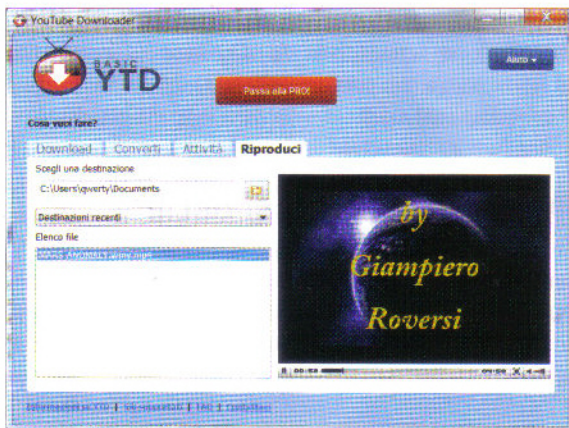 YouTube Downloader
BASIC
YTD
Aiuto
Passa alla PRO!
Cosa vuoi fare?
Download Converti Attività Riproduci
Scegli una destinazione
C:\Users\qwerty\Documents
Destinazioni recenti
Elenco file
by
Giampiero
Roversi
FAQ